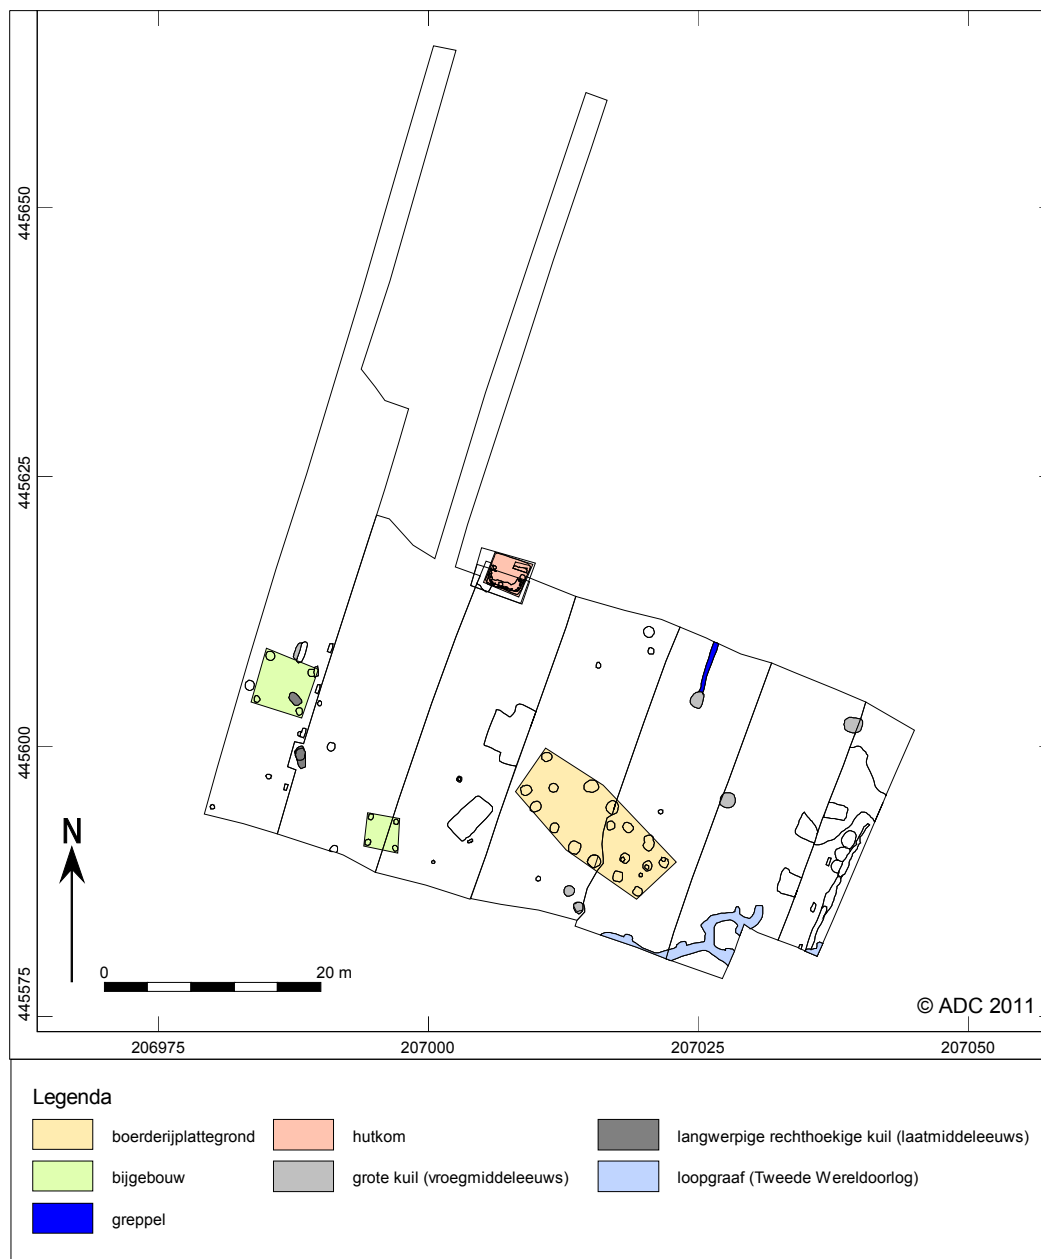 445650
445625
445600
445575
N
0 20 m
© ADC 2011
206975 207000 207025 207050
Legenda
boerderijplattegrond hutkom langwerpige rechthoekige kuil (laatmiddeleeuws)
bijgebouw grote kuil (vroegmiddeleeuws) loopgraaf (Tweede Wereldoorlog)
greppel